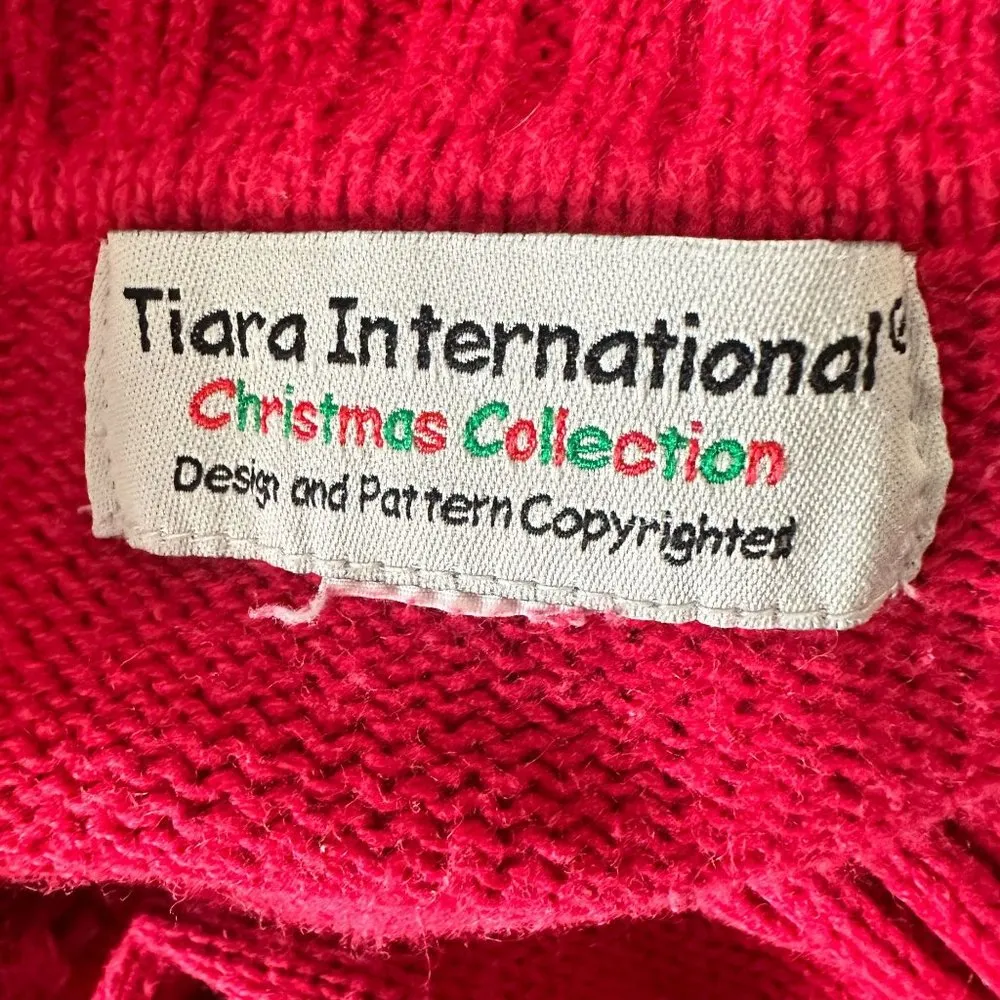 Tiara International©
Christmas Collection
Design and Pattern Copyrighted